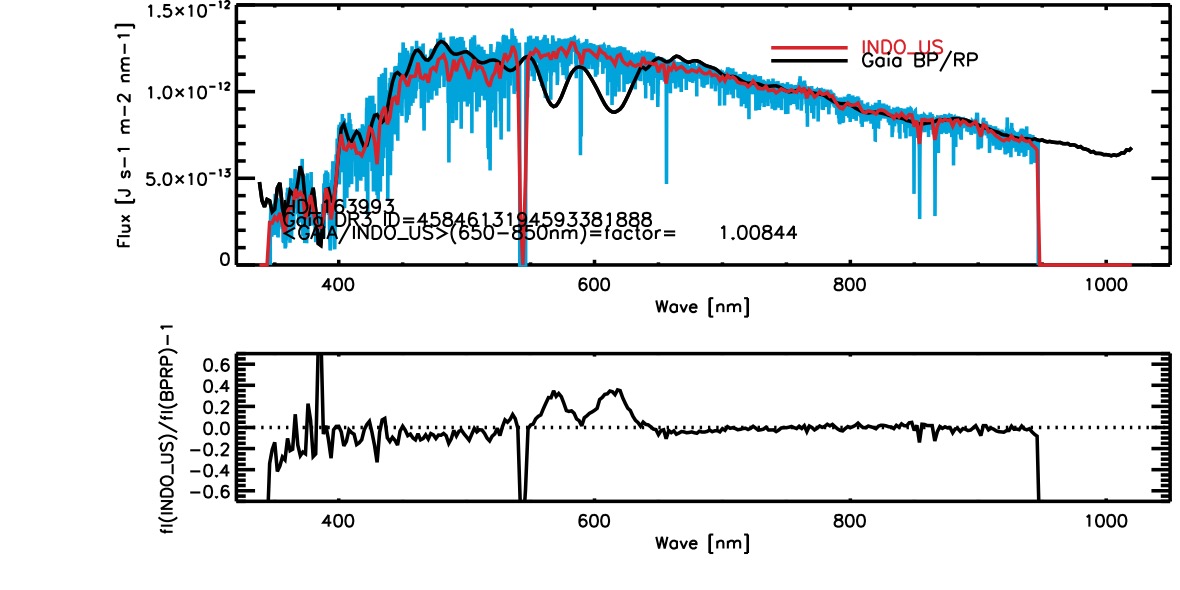 1.5×10−12
1.0×10−12
5.0×10−13
0
Flux [J s−1 m−2 nm−1]
INDO_US
Gaia BP/RP
HD_163993
Gaia DR3 ID=4584613194593381888
<GAIA/INDO_US>(650−850nm)=factor= 1.00844
400 600 800 1000
Wave [nm]
fl(INDO_US)/fl(BPRP)−1
0.6
0.4
0.2
0.0
−0.2
−0.4
−0.6
400 600 800 1000
Wave [nm]